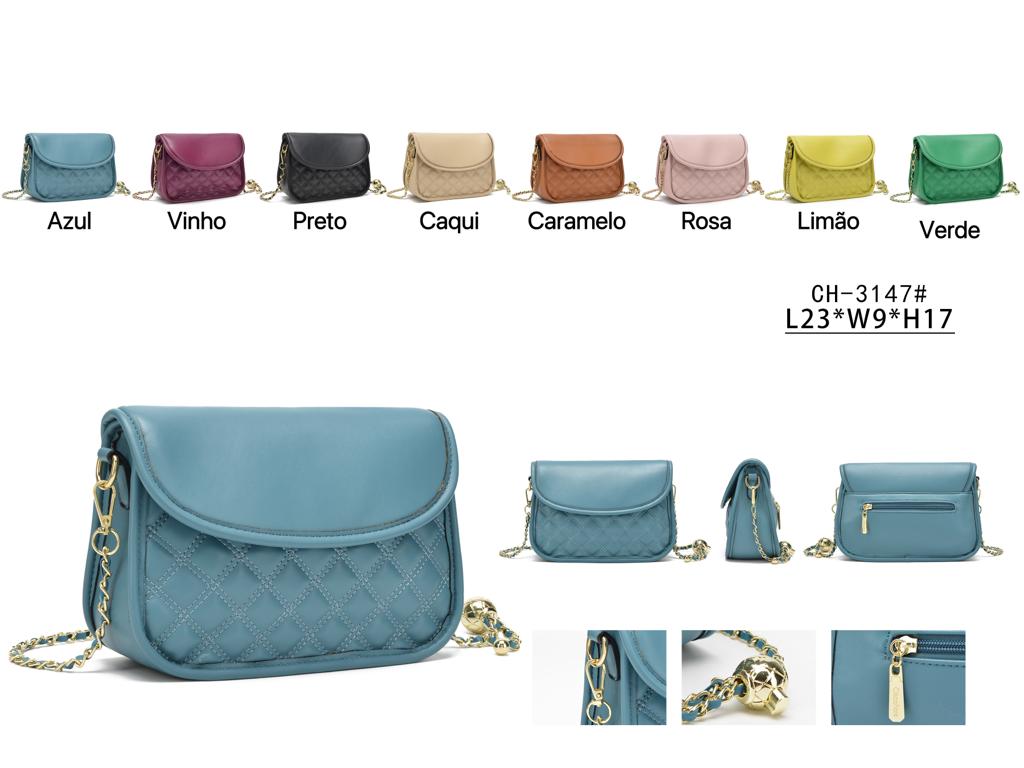 Azul
Vinho
Preto
Caqui
Caramelo
Rosa
Limão
Verde
CH-3147#
L23*W9*H17